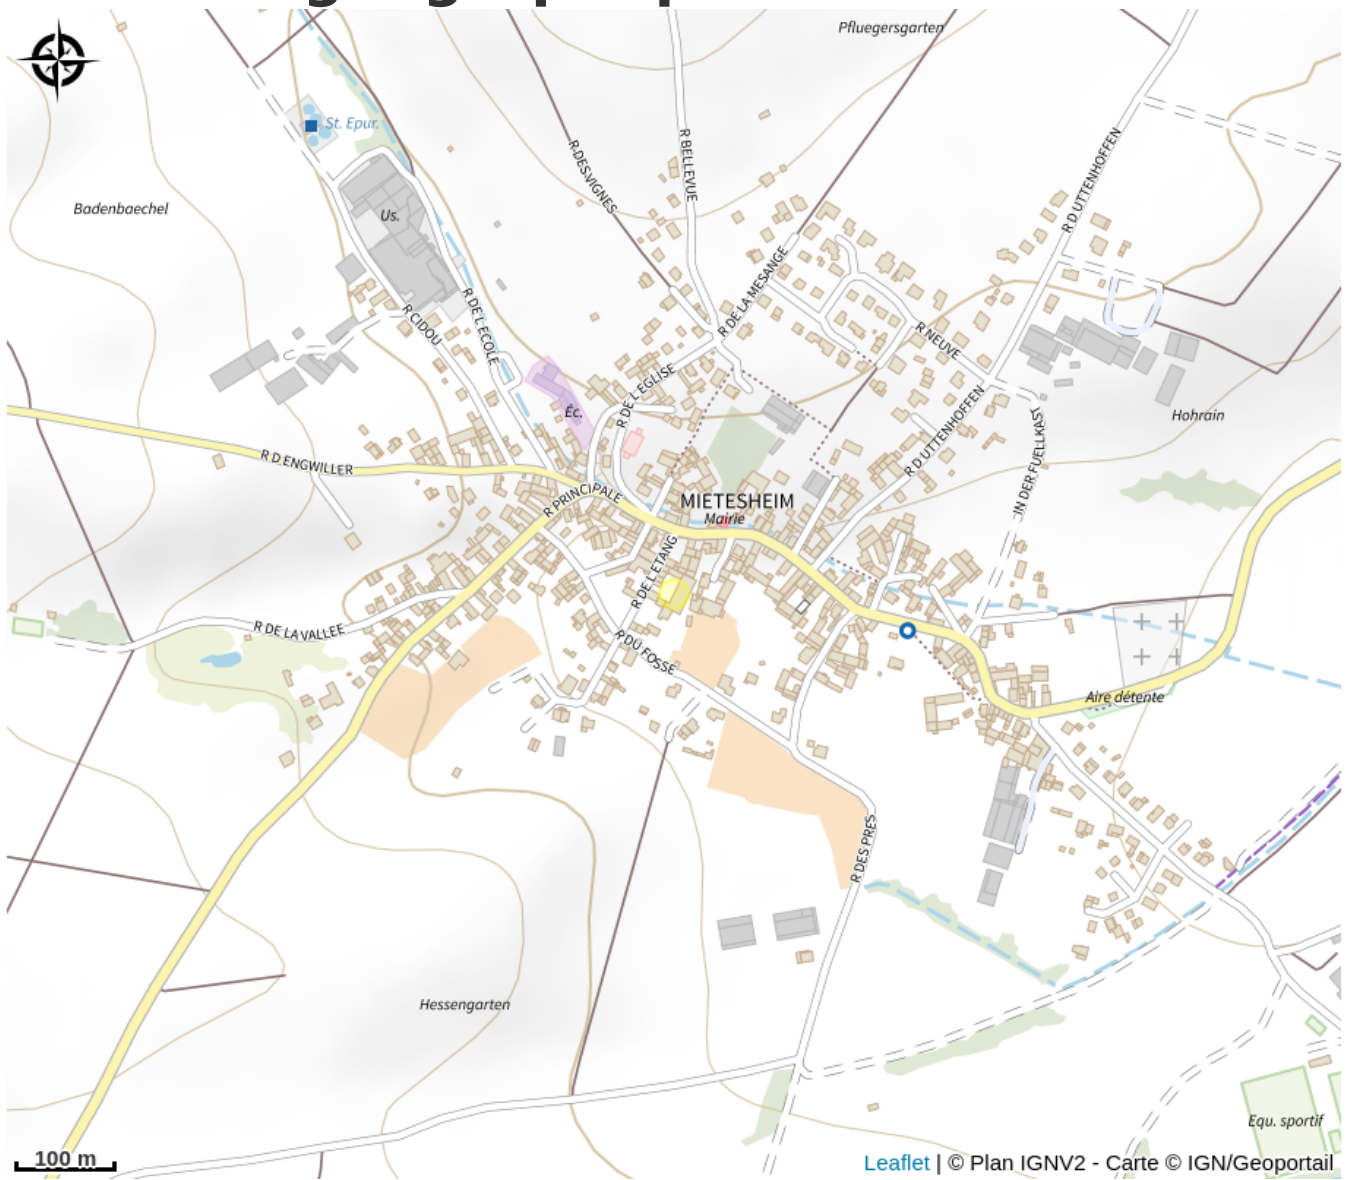 Pfluegersgarten
St. Epur.
R BELLEVUE
R DES VIGNES
R D UTTENHOFFEN
Badenbaechel
Us.
R DE LA MESANGE
R CIDOU
R DE L'ECOLE
R NEUVE
R DE L'EGLISE
Éc.
Hohrain
R D UTTENHOFFEN
IN DER FUELLKAST
R D ENGWILLER
R PRINCIPALE
MIETESHEIM
Mairie
R DE L'ETANG
R DE LA VALLEE
R DU FOSSE
Aire détente
R DES PRES
Hessengarten
Equ. sportif
100 m
Leaflet | © Plan IGNV2 - Carte © IGN/Geoportail